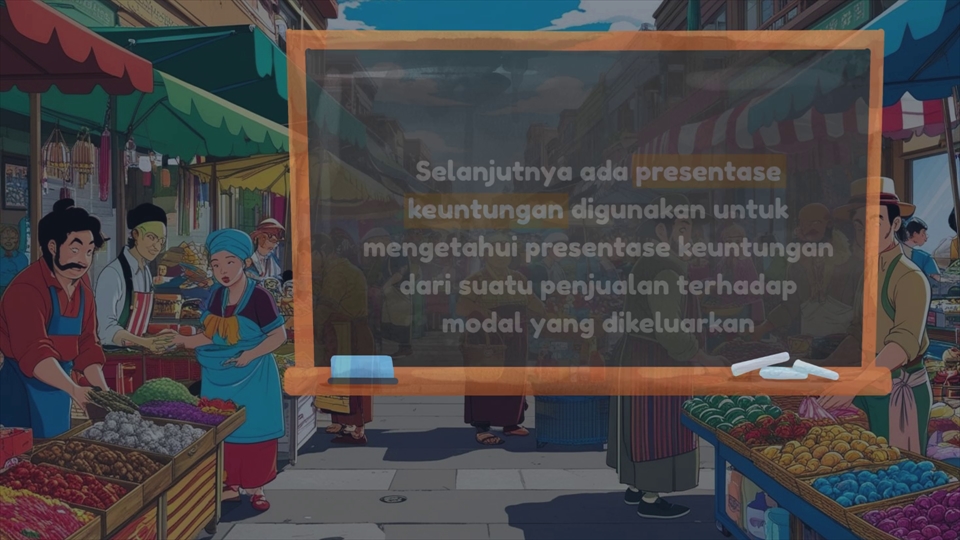 Selanjutnya ada presentase
keuntungan digunakan untuk
mengetahui presentase keuntungan
dari suatu penjualan terhadap
modal yang dikeluarkan